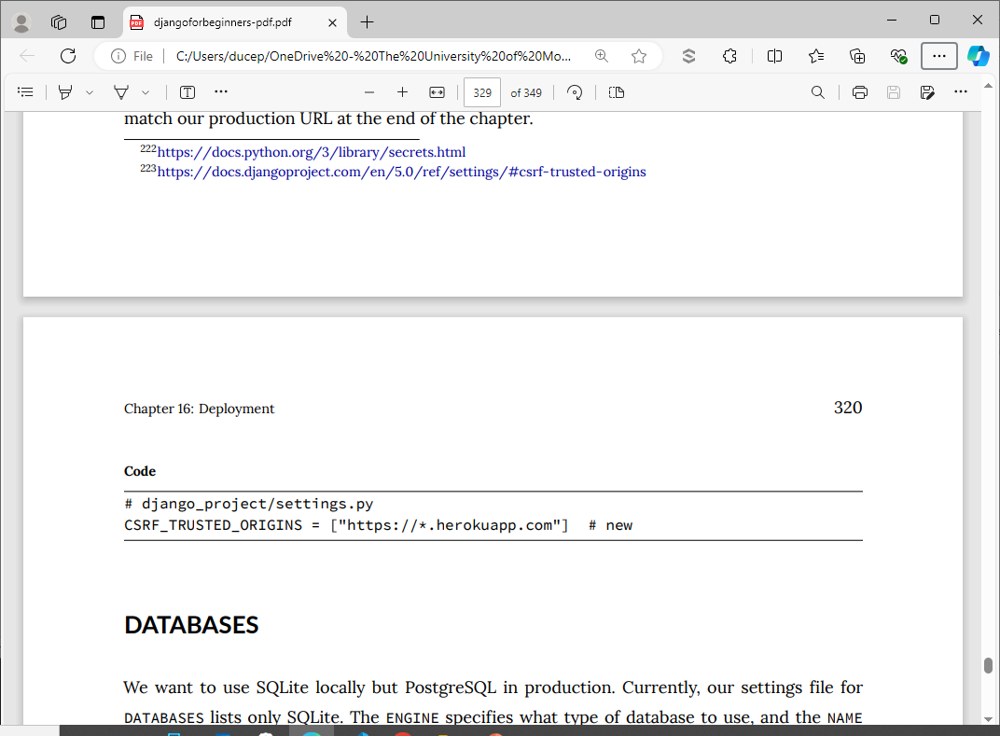 djangoforbeginners-pdf.pdf
File
C:/Users/ducep/OneDrive%20-%20The%20University%20of%20Mo...
329
of 349
match our production URL at the end of the chapter.
222https://docs.python.org/3/library/secrets.html
223https://docs.djangoproject.com/en/5.0/ref/settings/#csrf-trusted-origins
Chapter 16: Deployment 320
Code
# django_project/settings.py
CSRF_TRUSTED_ORIGINS = ["https://*.herokuapp.com"]  # new
DATABASES
We want to use SQLite locally but PostgreSQL in production. Currently, our settings file for
DATABASES lists only SQLite. The ENGINE specifies what type of database to use, and the NAME